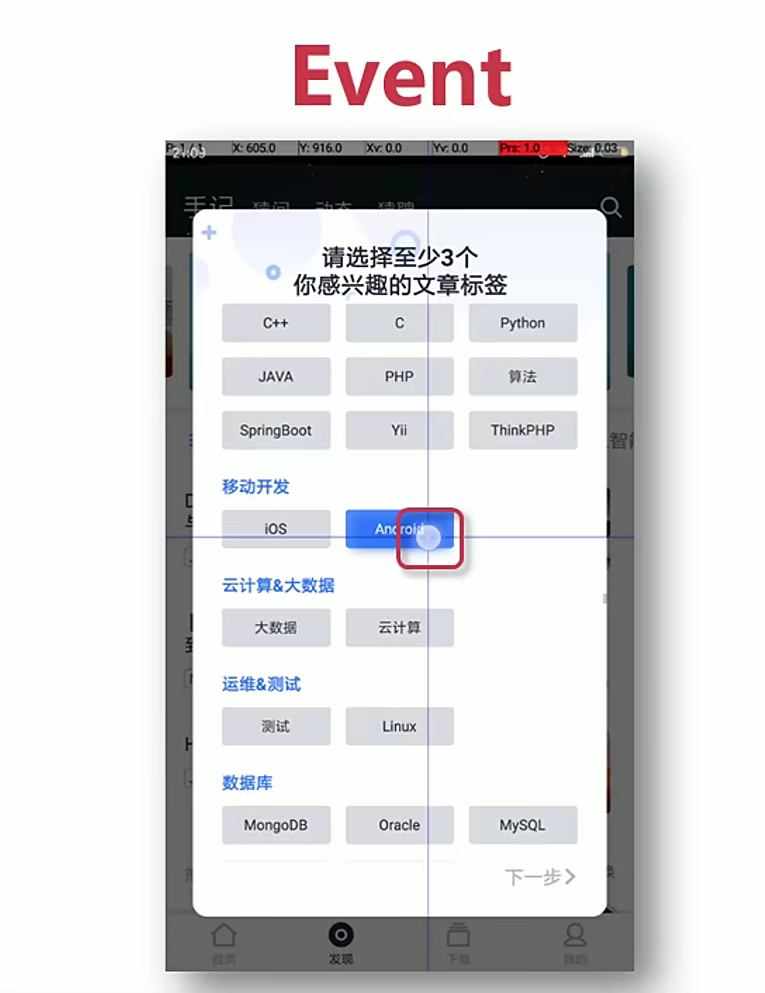 Event
P: 1 / 1 X: 605.0 Y: 916.0 Xv: 0.0 Yv: 0.0 Prs: 1.0 Size: 0.03
21:09
手记 猜问 动态 猜聘
请选择至少3个
你感兴趣的文章标签
C++ C Python
JAVA PHP 算法
SpringBoot Yii ThinkPHP
智能
移动开发
iOS Android
云计算&大数据
大数据 云计算
运维&测试
测试 Linux
数据库
MongoDB Oracle MySQL
下一步
首页 发现 下载 我的